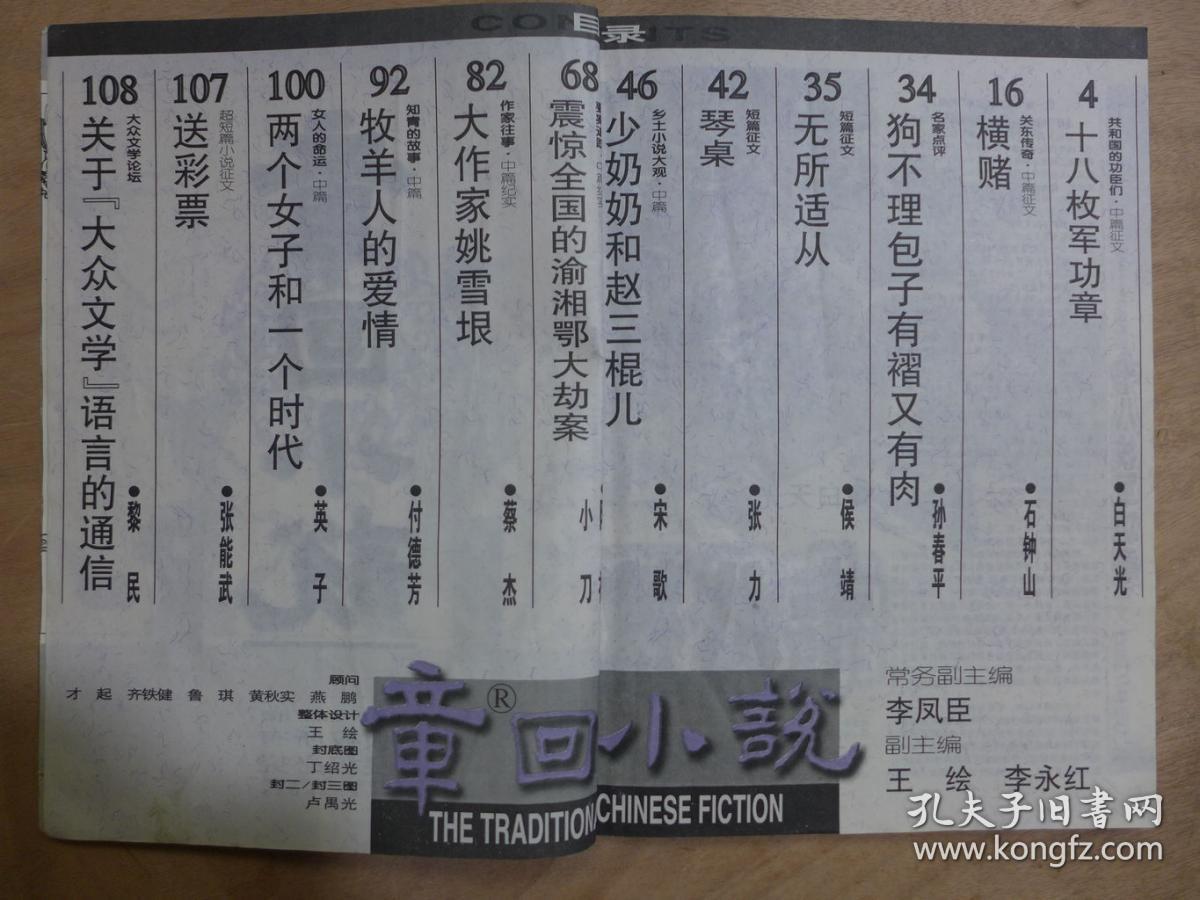 目录
CON NTS
4
共和国的功臣们·中篇征文
十八枚军功章
●白天光
16
关东传奇·中篇征文
横赌
●石钟山
34
名家点评
狗不理包子有褶又有肉
●孙春平
35
短篇征文
无所适从
●侯靖
42
短篇征文
琴桌
●张力
46
乡土小说大观·中篇
少奶奶和赵三棍儿
●宋歌
68
震惊全国的渝湘鄂大劫案
小刀
82
作家往事·中篇纪实
大作家姚雪垠
●蔡杰
92
知青的故事·中篇
牧羊人的爱情
●付德芳
100
女人的命运·中篇
两个女子和一个时代
●英子
107
超短篇小说征文
送彩票
●张能武
108
大众文学论坛
关于『大众文学』语言的通信
●黎民
常务副主编
李凤臣
副主编
王绘 李永红
章®回小說
THE TRADITION CHINESE FICTION
顾问
才起 齐铁健 鲁琪 黄秋实 燕鹏
整体设计
王绘
封底图
丁绍光
封二/封三图
卢禺光
孔夫子旧书网
www.kongfz.com